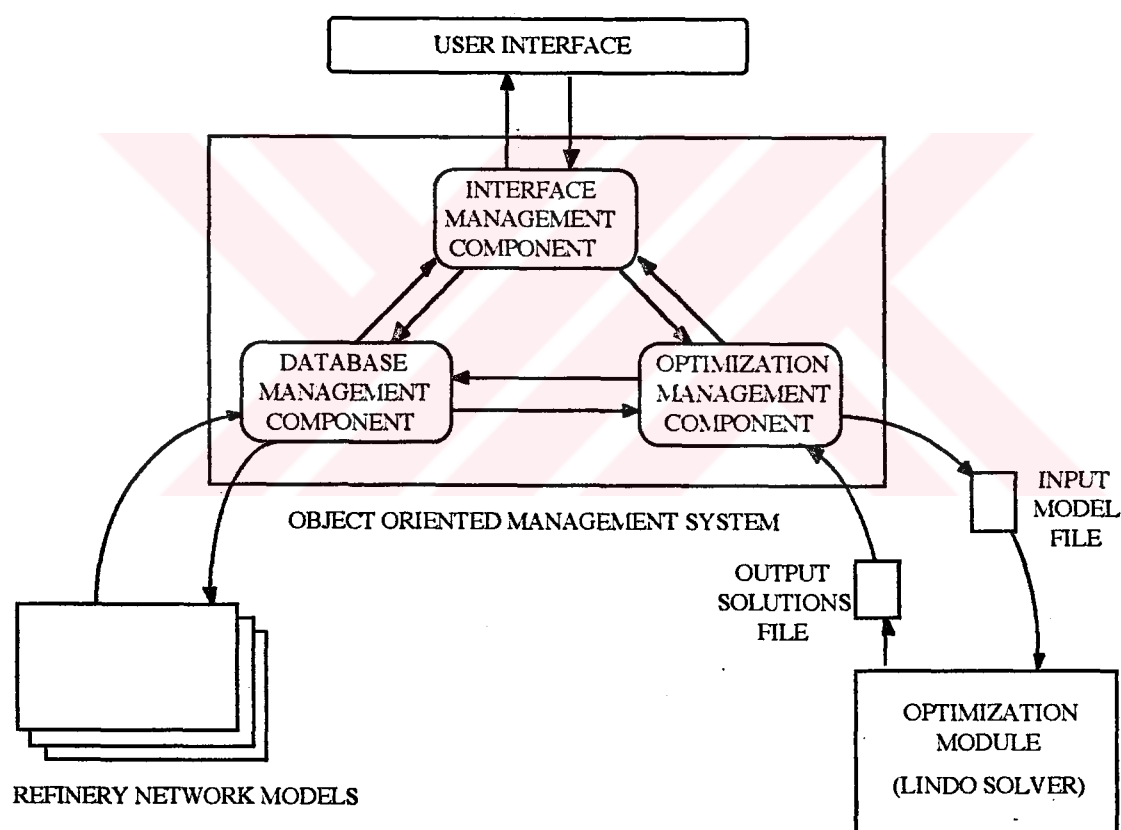 USER INTERFACE
INTERFACE
MANAGEMENT
COMPONENT
DATABASE
MANAGEMENT
COMPONENT
OPTIMIZATION
MANAGEMENT
COMPONENT
OBJECT ORIENTED MANAGEMENT SYSTEM
INPUT
MODEL
FILE
OUTPUT
SOLUTIONS
FILE
REFINERY NETWORK MODELS
OPTIMIZATION
MODULE
(LINDO SOLVER)